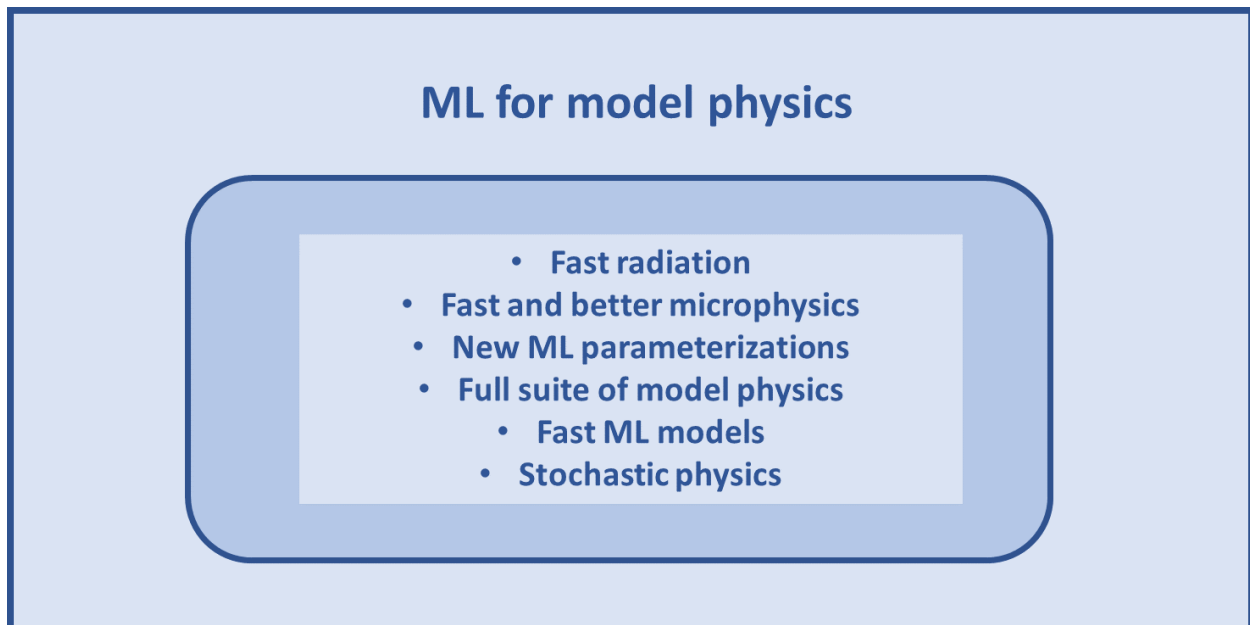 ML for model physics
• Fast radiation
• Fast and better microphysics
• New ML parameterizations
• Full suite of model physics
• Fast ML models
• Stochastic physics